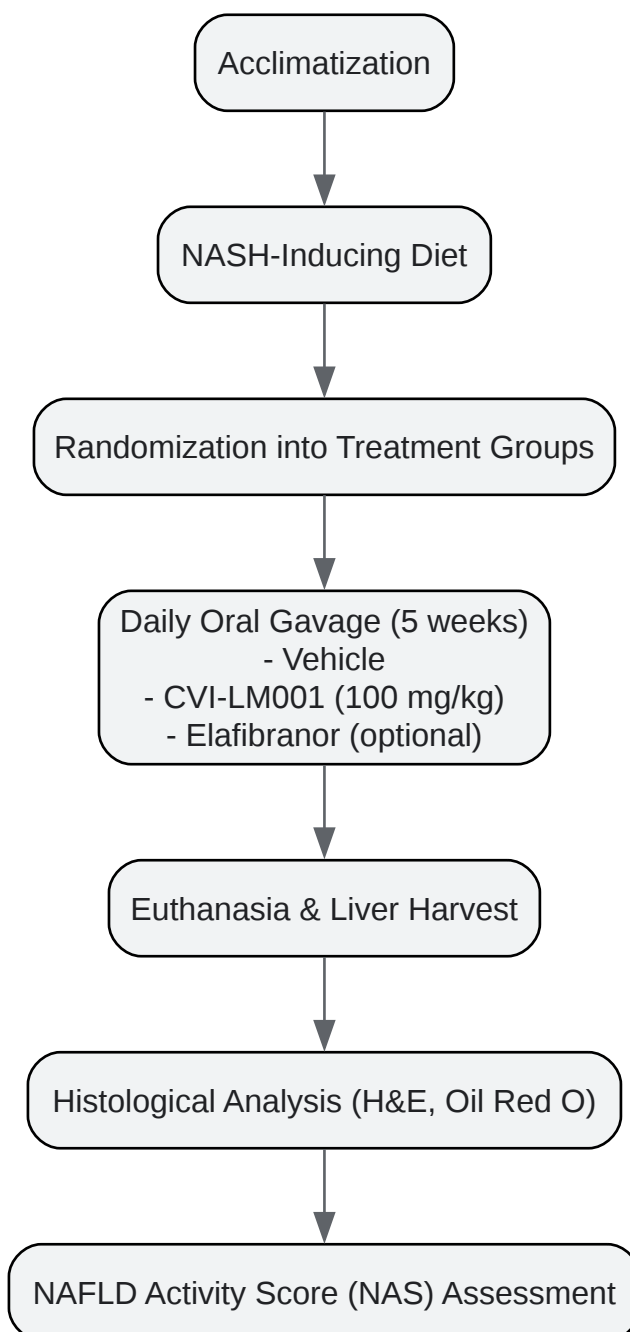 Acclimatization
NASH-Inducing Diet
Randomization into Treatment Groups
Daily Oral Gavage (5 weeks)
- Vehicle
- CVI-LM001 (100 mg/kg)
- Elafibranor (optional)
Euthanasia & Liver Harvest
Histological Analysis (H&E, Oil Red O)
NAFLD Activity Score (NAS) Assessment